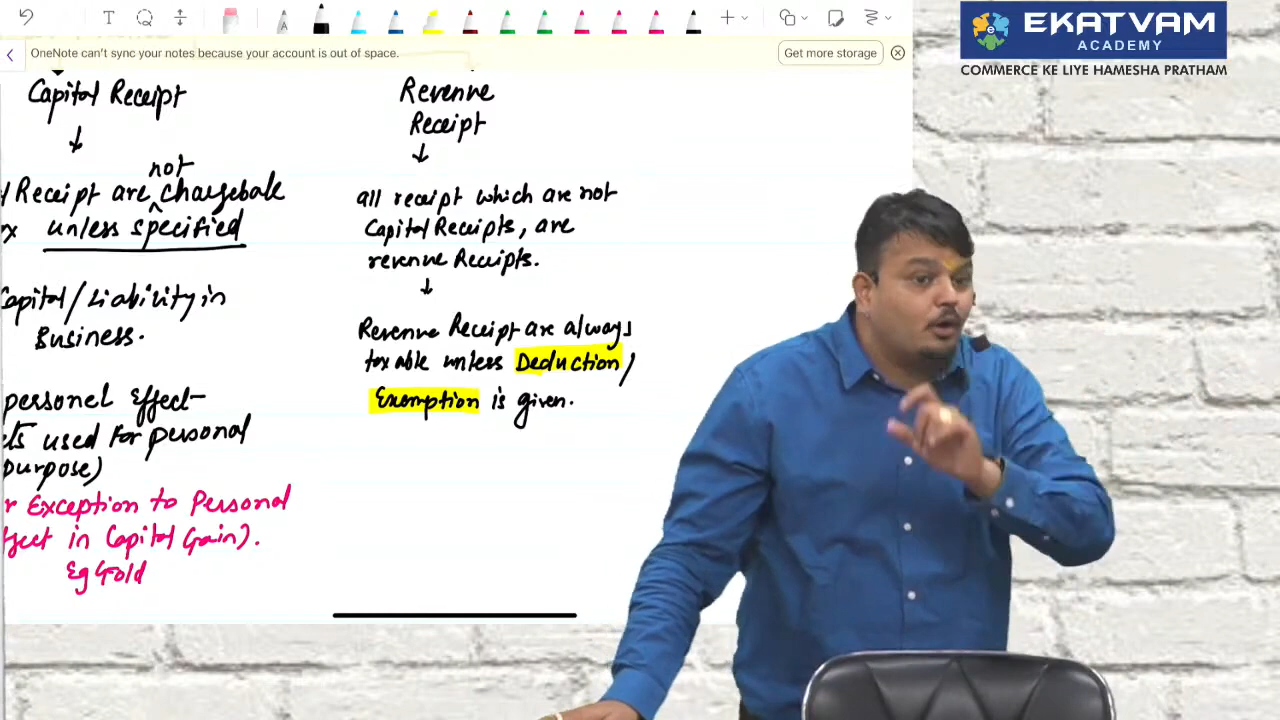 EKATVAM
ACADEMY
COMMERCE KE LIYE HAMESHA PRATHAM
OneNote can't sync your notes because your account is out of space.
Get more storage
Capital Receipt
not
Receipt are chargebale
unless specified
Capital/Liability in
Business.
personal effect-
used for personal
purpose)
Exception to Personal
in Capital Gain).
Eg Gold
Revenue
Receipt
all receipt which are not
Capital Receipts, are
revenue Receipts.
Revenue Receipt are always
taxable unless Deduction/
Exemption is given.